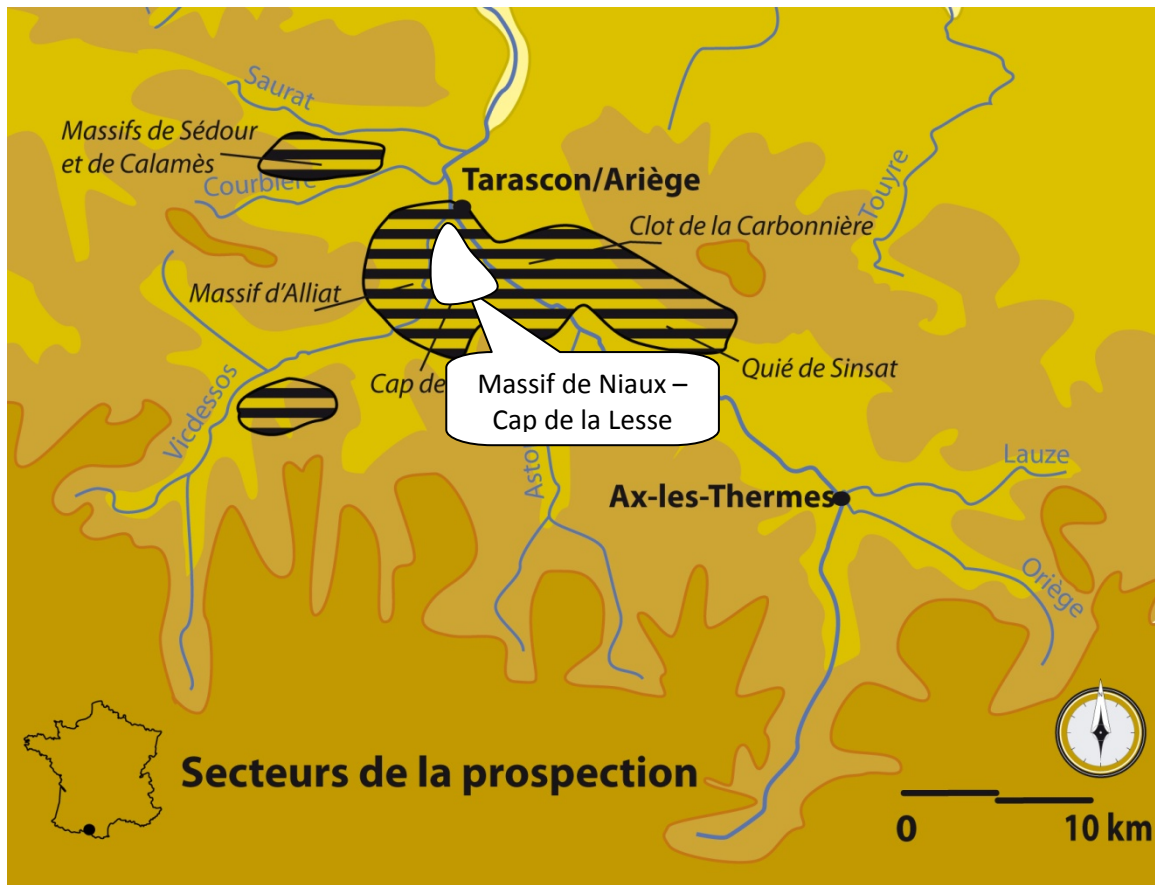 Saurat
Massifs de Sédour
et de Calamès
Courbière
Tarascon/Ariège
Touyre
Clot de la Carbonnière
Massif d'Alliat
Cap de
Quié de Sinsat
Massif de Niaux –
Cap de la Lesse
Vicdessos
Asto
Lauze
Ax-les-Thermes
Oriège
Secteurs de la prospection
0
10 km